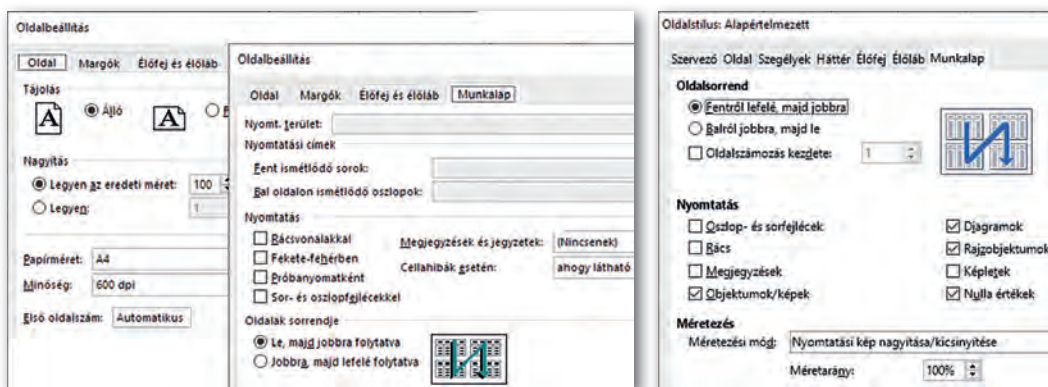 Oldalbeállítás
Oldal Margók Élőfej és élőláb
Tájolás
A Álló A
Nagyítás
Legyen az eredeti méret: 100
Legyen: 1
Papírméret: A4
Minőség: 600 dpi
Első oldalszám: Automatikus
Oldalbeállítás
Oldal Margók Élőfej és élőláb Munkalap
Nyomt. terület:
Nyomtatási címek
Fent ismétlődő sorok:
Bal oldalon ismétlődő oszlopok:
Nyomtatás
Rácsvonalakkal
Fekete-fehérben
Próbanyomatként
Sor- és oszlopfejlécekkel
Megjegyzések és jegyzetek: (Nincsenek)
Cellahibák esetén: ahogy látható
Oldalak sorrendje
Le, majd jobbra folytatva
Jobbra, majd lefelé folytatva
Oldalstílus: Alapértelmezett
Szervező Oldal Szegélyek Háttér Élőfej Élőláb Munkalap
Oldalsorrend
Fentről lefelé, majd jobbra
Balról jobbra, majd le
Oldalszámozás kezdete: 1
Nyomtatás
Oszlop- és sorfejlécek
Rács
Megjegyzések
Objektumok/képek
Diagramok
Rajzobjektumok
Képletek
Nulla értékek
Méretezés
Méretezési mód: Nyomtatási kép nagyítása/kicsinyítése
Méretarány: 100%